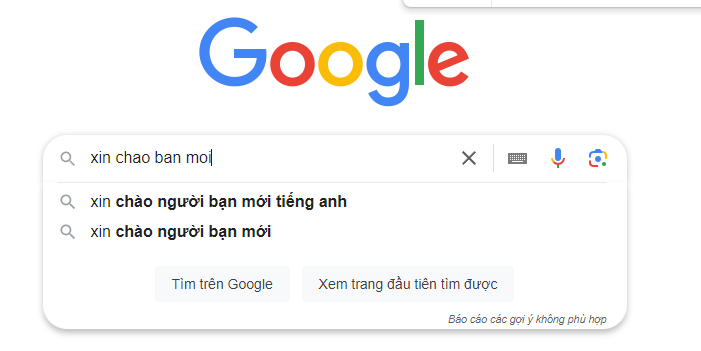 Google
xin chao ban moi
xin chào người bạn mới tiếng anh
xin chào người bạn mới
Tìm trên Google Xem trang đầu tiên tìm được
Báo cáo các gợi ý không phù hợp